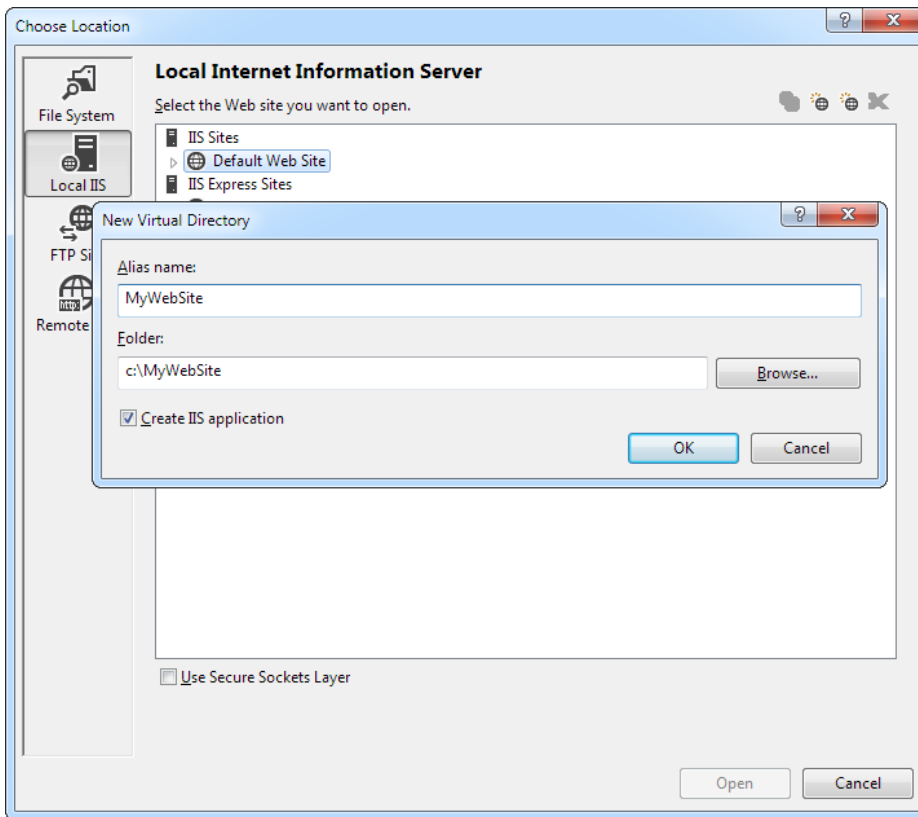 Choose Location
File System
Local IIS
FTP Si
Remote
Local Internet Information Server
Select the Web site you want to open.
IIS Sites
Default Web Site
IIS Express Sites
New Virtual Directory
Alias name:
MyWebSite
Folder:
c:\MyWebSite
Browse...
Create IIS application
OK Cancel
Use Secure Sockets Layer
Open Cancel